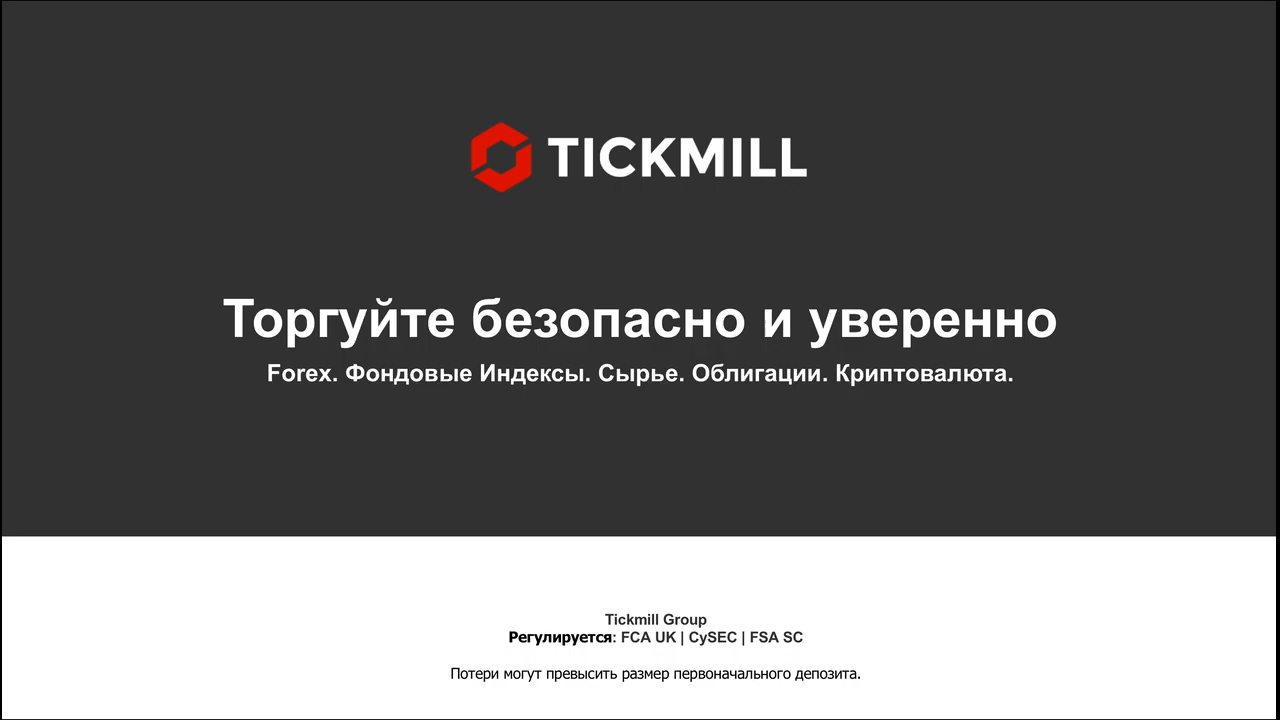 TICKMILL
Торгуйте безопасно и уверенно
Forex. Фондовые Индексы. Сырье. Облигации. Криптовалюта.
Tickmill Group
Регулируется: FCA UK | CySEC | FSA SC
Потери могут превысить размер первоначального депозита.